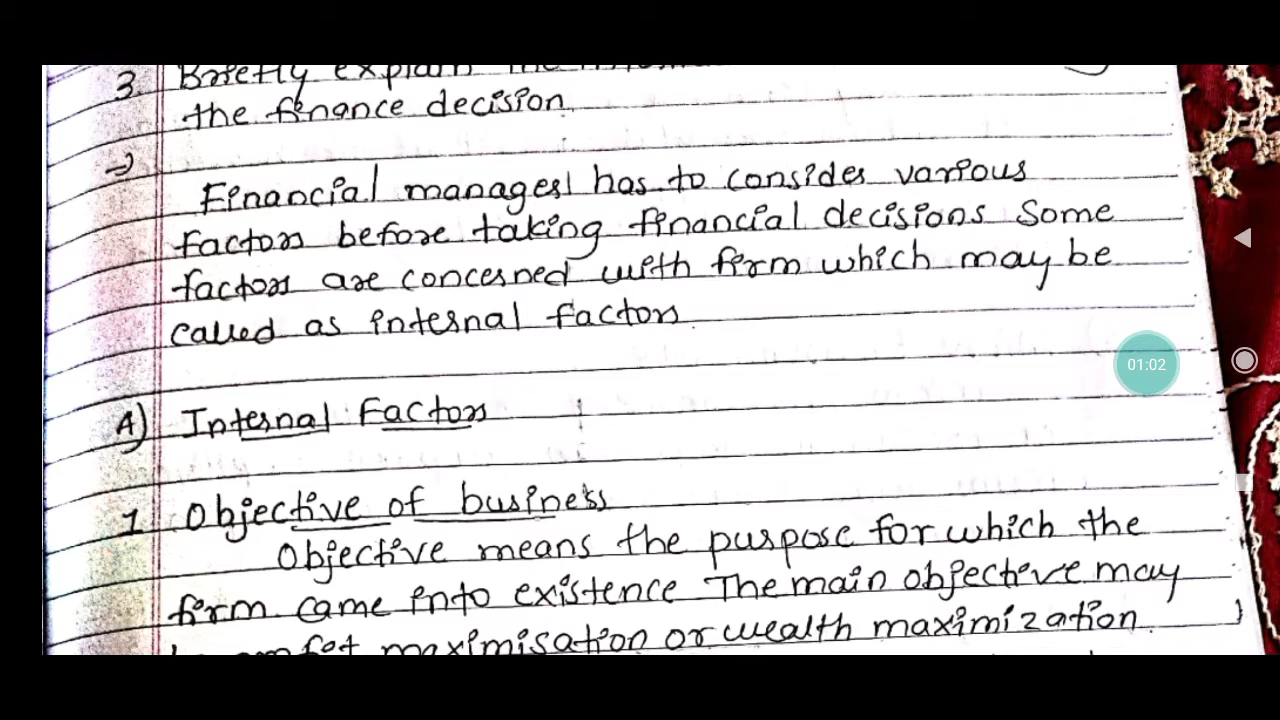 3. Briefly explain the
the finance decision.
→
Financial manager has to consider various
factors before taking financial decisions Some
factors are concerned with firm which may be
called as internal factors.
A) Internal Factors
1 Objective of business
Objective means the purpose for which the
firm came into existence The main objective may
maximisation or wealth maximization.
01:02